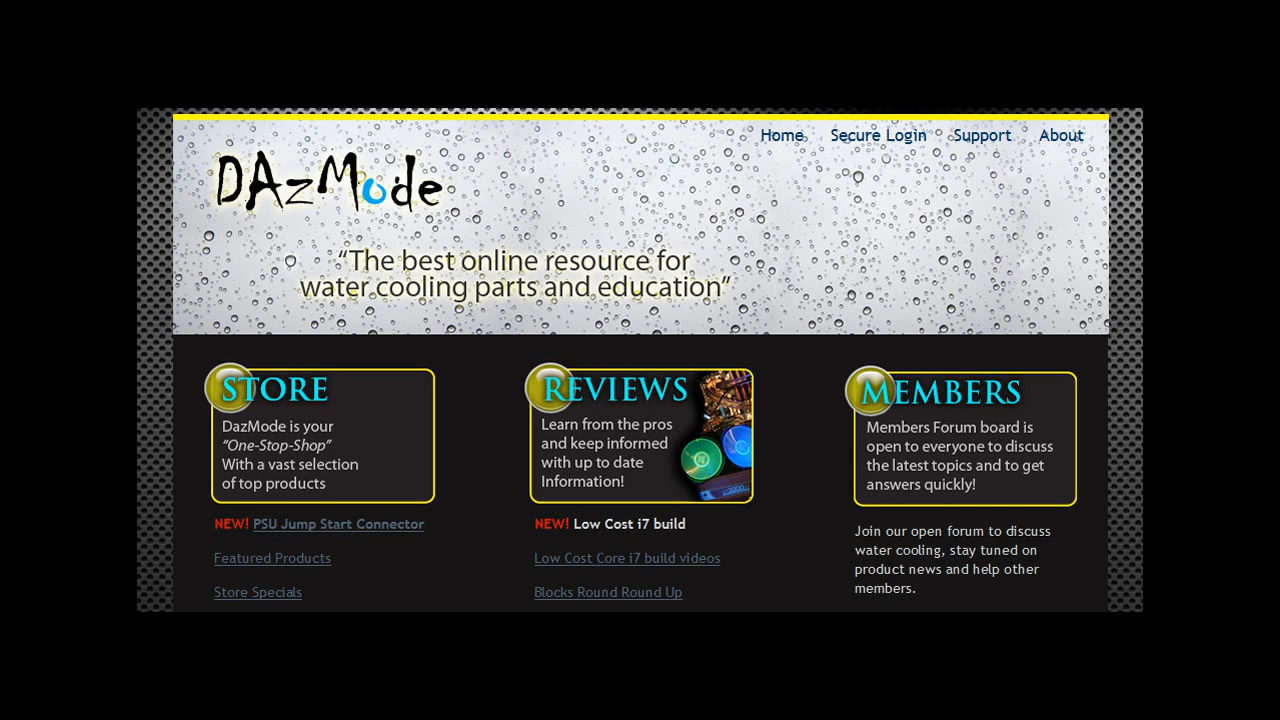 Home Secure Login Support About
DAzMode
“The best online resource for
water cooling parts and education”
STORE
DazMode is your
“One-Stop-Shop”
With a vast selection
of top products
NEW! PSU Jump Start Connector
Featured Products
Store Specials
REVIEWS
Learn from the pros
and keep informed
with up to date
Information!
NEW! Low Cost i7 build
Low Cost Core i7 build videos
Blocks Round Round Up
MEMBERS
Members Forum board is
open to everyone to discuss
the latest topics and to get
answers quickly!
Join our open forum to discuss
water cooling, stay tuned on
product news and help other
members.